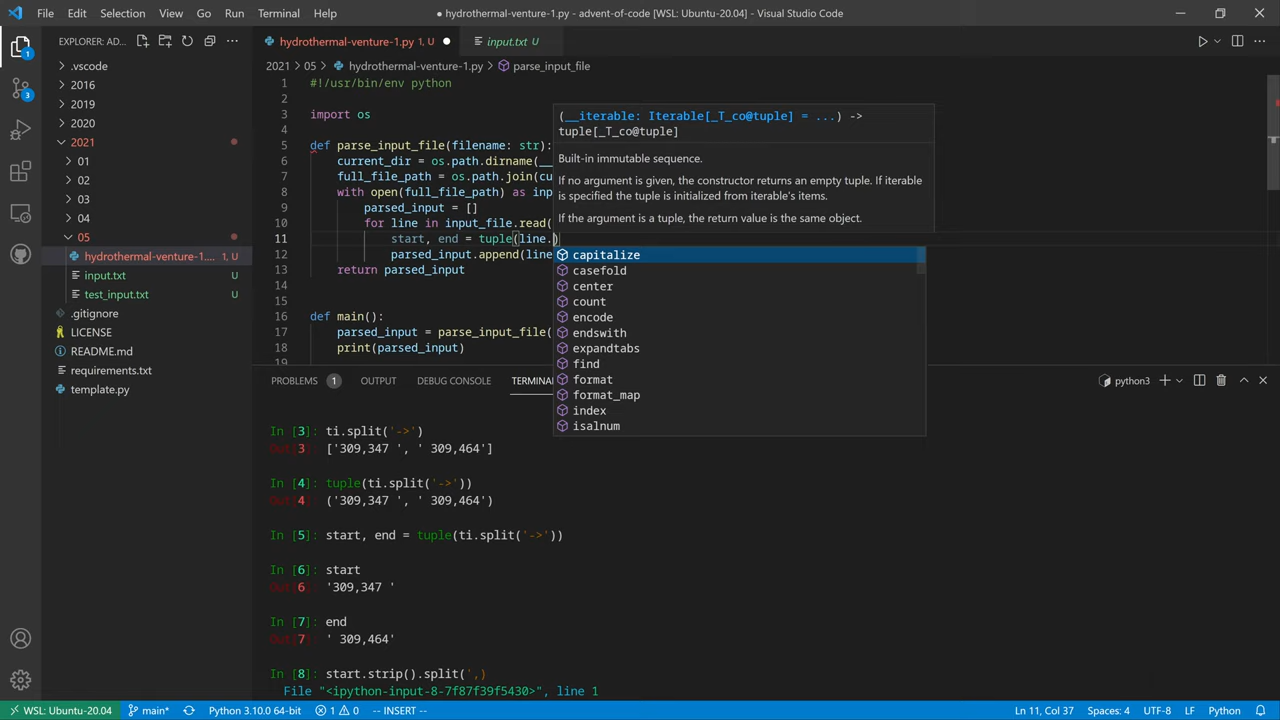 File Edit Selection View Go Run Terminal Help
● hydrothermal-venture-1.py - advent-of-code [WSL: Ubuntu-20.04] - Visual Studio Code
EXPLORER: AD... ···
hydrothermal-venture-1.py 1, U ●
input.txt U
2021 > 05 > hydrothermal-venture-1.py > parse_input_file
.vscode
2016
2019
2020
2021
01
02
03
04
05
hydrothermal-venture-1.... 1, U
input.txt U
test_input.txt U
.gitignore
LICENSE
README.md
requirements.txt
template.py
1
3
1 #!/usr/bin/env python
2
3 import os
4
5 def parse_input_file(filename: str):
6 current_dir = os.path.dirname(__
7 full_file_path = os.path.join(cu
8 with open(full_file_path) as inp
9 parsed_input = []
10 for line in input_file.read(
11 start, end = tuple(line.)
12 parsed_input.append(line
13 return parsed_input
14
15
16 def main():
17 parsed_input = parse_input_file(
18 print(parsed_input)
19
(__iterable: Iterable[_T_co@tuple] = ...) ->
tuple[_T_co@tuple]
Built-in immutable sequence.
If no argument is given, the constructor returns an empty tuple. If iterable
is specified the tuple is initialized from iterable's items.
If the argument is a tuple, the return value is the same object.
capitalize
casefold
center
count
encode
endswith
expandtabs
find
format
format_map
index
isalnum
PROBLEMS 1 OUTPUT DEBUG CONSOLE TERMINAL
python3
In [3]: ti.split('->')
Out[3]: ['309,347 ', ' 309,464']
In [4]: tuple(ti.split('->'))
Out[4]: ('309,347 ', ' 309,464')
In [5]: start, end = tuple(ti.split('->'))
In [6]: start
Out[6]: '309,347 '
In [7]: end
Out[7]: ' 309,464'
In [8]: start.strip().split(',)
File "<ipython-input-8-7f87f39f5430>", line 1
WSL: Ubuntu-20.04 main* Python 3.10.0 64-bit 1 0 -- INSERT -- Ln 11, Col 37 Spaces: 4 UTF-8 LF Python